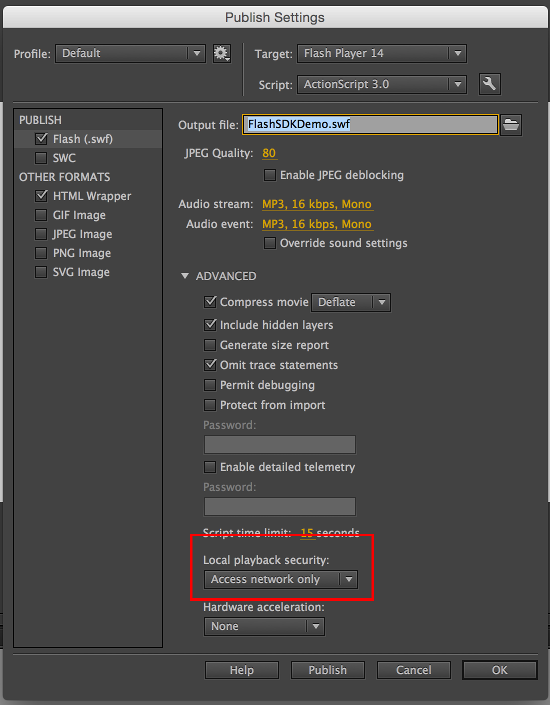 Publish Settings
Profile: Default
Target: Flash Player 14
Script: ActionScript 3.0
PUBLISH
Flash (.swf)
SWC
OTHER FORMATS
HTML Wrapper
GIF Image
JPEG Image
PNG Image
SVG Image
Output file: FlashSDKDemo.swf
JPEG Quality: 80
Enable JPEG deblocking
Audio stream: MP3, 16 kbps, Mono
Audio event: MP3, 16 kbps, Mono
Override sound settings
ADVANCED
Compress movie Deflate
Include hidden layers
Generate size report
Omit trace statements
Permit debugging
Protect from import
Password:
Enable detailed telemetry
Password:
Script time limit: 15 seconds
Local playback security:
Access network only
Hardware acceleration:
None
Help Publish Cancel OK